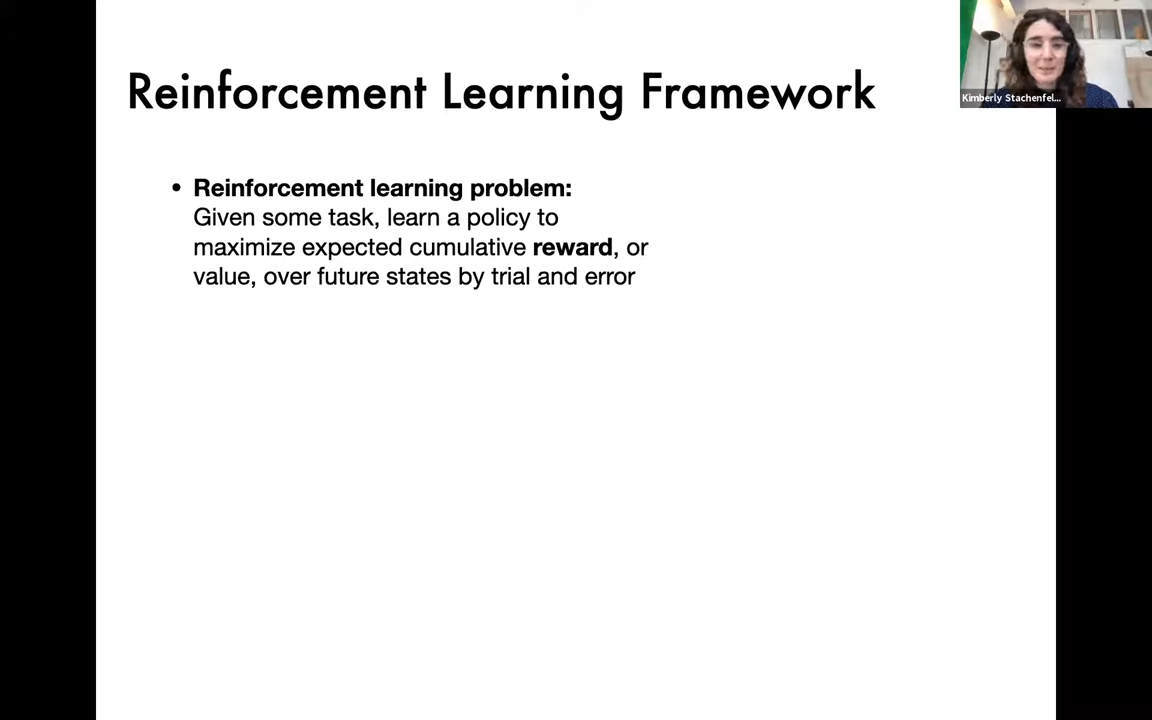 Reinforcement Learning Framework
Kimberly Stachenfel...
• Reinforcement learning problem:
Given some task, learn a policy to
maximize expected cumulative reward, or
value, over future states by trial and error